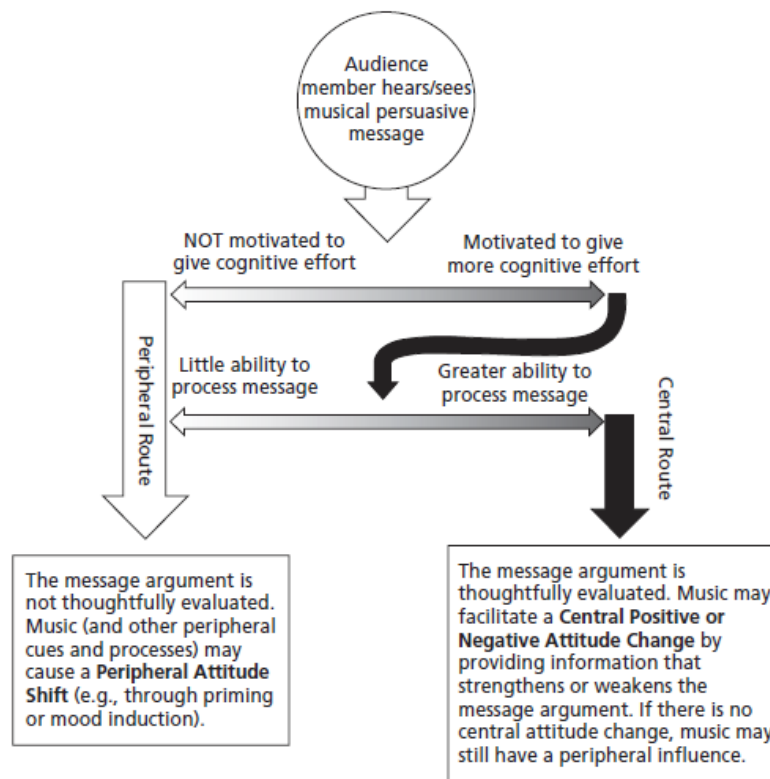 Audience
member hears/sees
musical persuasive
message
NOT motivated to
give cognitive effort
Motivated to give
more cognitive effort
Peripheral Route
Little ability to
process message
Greater ability to
process message
Central Route
The message argument is
not thoughtfully evaluated.
Music (and other peripheral
cues and processes) may
cause a Peripheral Attitude
Shift (e.g., through priming
or mood induction).
The message argument is
thoughtfully evaluated. Music may
facilitate a Central Positive or
Negative Attitude Change by
providing information that
strengthens or weakens the
message argument. If there is no
central attitude change, music may
still have a peripheral influence.